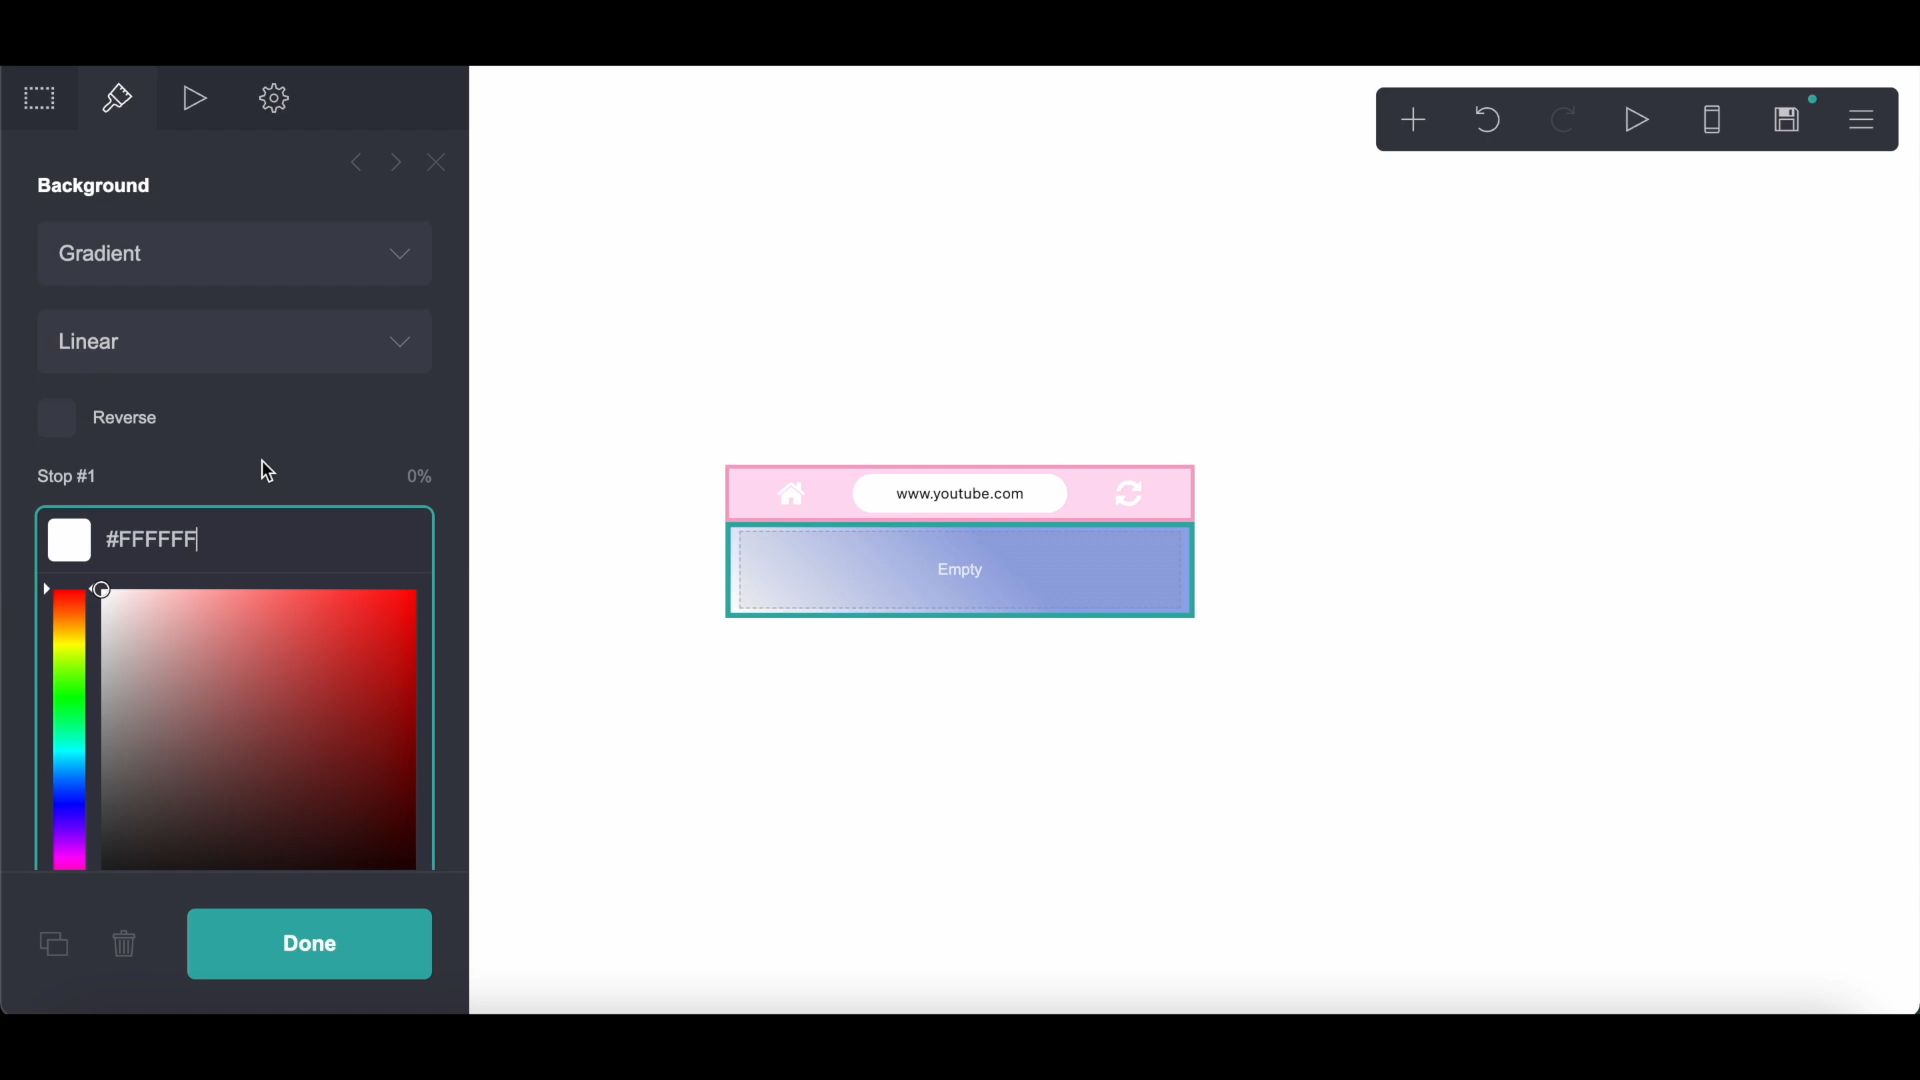 Background
Gradient
Linear
Reverse
Stop #1 0%
#FFFFFF
Done
www.youtube.com
Empty